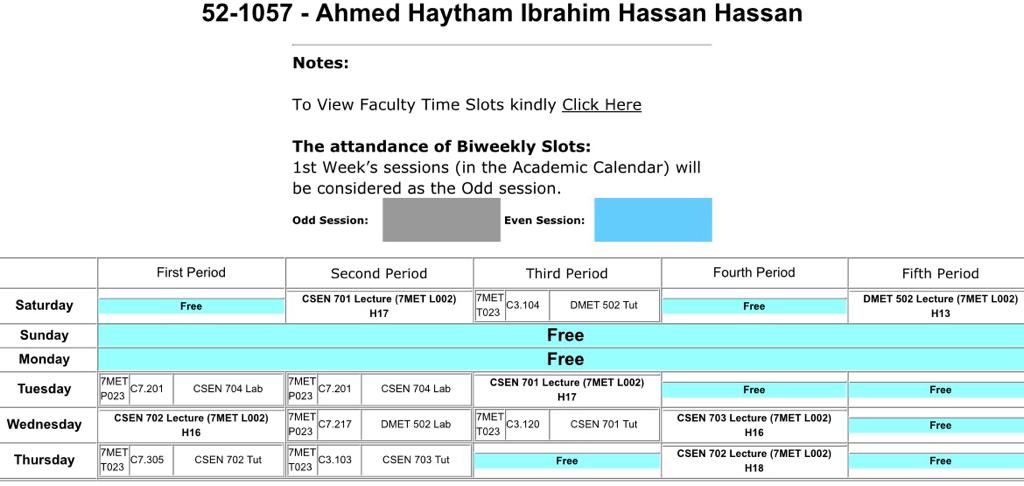 52-1057 - Ahmed Haytham Ibrahim Hassan Hassan
Notes:
To View Faculty Time Slots kindly Click Here
The attandance of Biweekly Slots:
1st Week's sessions (in the Academic Calendar) will
be considered as the Odd session.
Odd Session: Even Session:
First Period Second Period Third Period Fourth Period Fifth Period
Saturday
Free
CSEN 701 Lecture (7MET L002)
H17
7MET
T023
C3.104
DMET 502 Tut
Free
DMET 502 Lecture (7MET L002)
H13
Sunday
Free
Monday
Free
Tuesday
7MET
P023
C7.201
CSEN 704 Lab
7MET
P023
C7.201
CSEN 704 Lab
CSEN 701 Lecture (7MET L002)
H17
Free
Free
Wednesday
CSEN 702 Lecture (7MET L002)
H16
7MET
P023
C7.217
DMET 502 Lab
7MET
T023
C3.120
CSEN 701 Tut
CSEN 703 Lecture (7MET L002)
H16
Free
Thursday
7MET
T023
C7.305
CSEN 702 Tut
7MET
T023
C3.103
CSEN 703 Tut
Free
CSEN 702 Lecture (7MET L002)
H18
Free